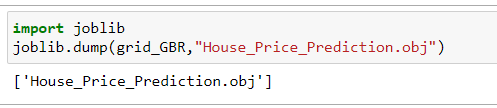 import joblib
joblib.dump(grid_GBR,"House_Price_Prediction.obj")
['House_Price_Prediction.obj']